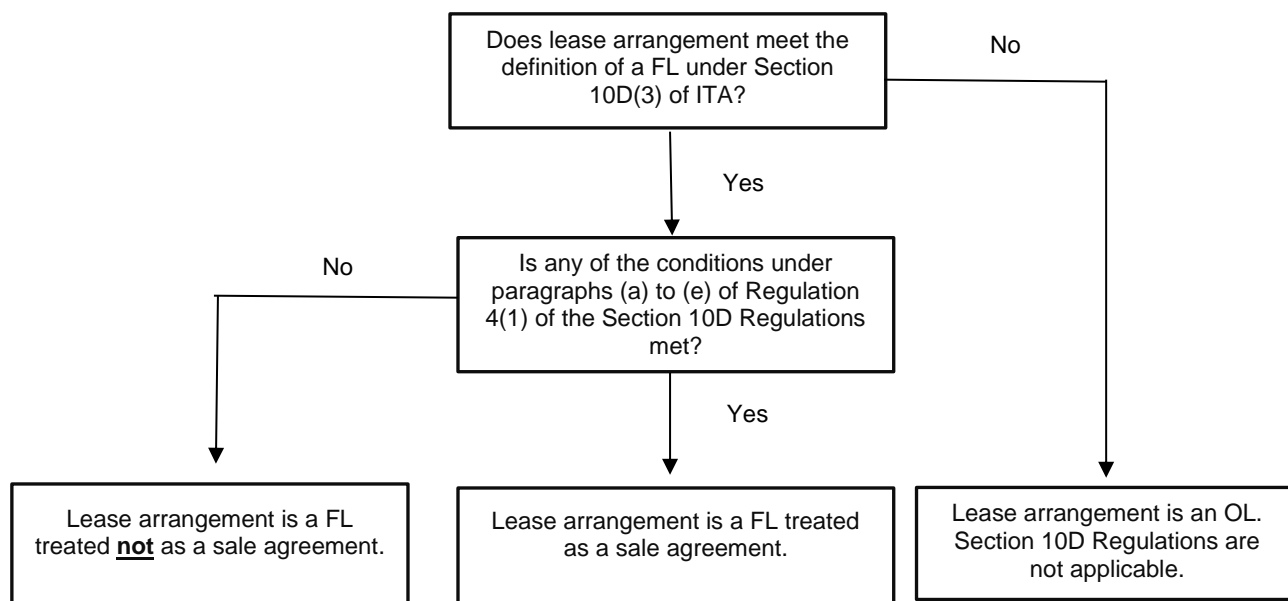 Does lease arrangement meet the
definition of a FL under Section
10D(3) of ITA?
No
Yes
Is any of the conditions under
paragraphs (a) to (e) of Regulation
4(1) of the Section 10D Regulations
met?
No
Yes
Lease arrangement is a FL
treated not as a sale agreement.
Lease arrangement is a FL treated
as a sale agreement.
Lease arrangement is an OL.
Section 10D Regulations are
not applicable.